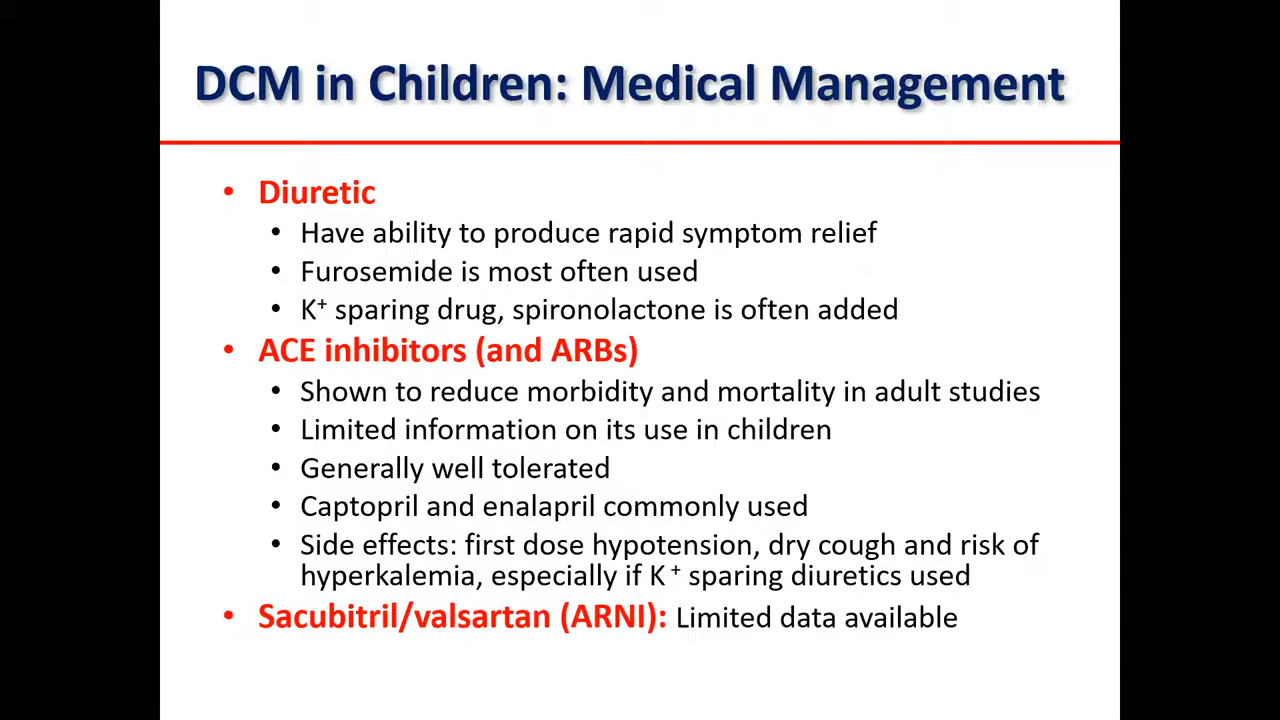 DCM in Children: Medical Management
• Diuretic
• Have ability to produce rapid symptom relief
• Furosemide is most often used
• K⁺ sparing drug, spironolactone is often added
• ACE inhibitors (and ARBs)
• Shown to reduce morbidity and mortality in adult studies
• Limited information on its use in children
• Generally well tolerated
• Captopril and enalapril commonly used
• Side effects: first dose hypotension, dry cough and risk of
hyperkalemia, especially if K ⁺ sparing diuretics used
• Sacubitril/valsartan (ARNI): Limited data available